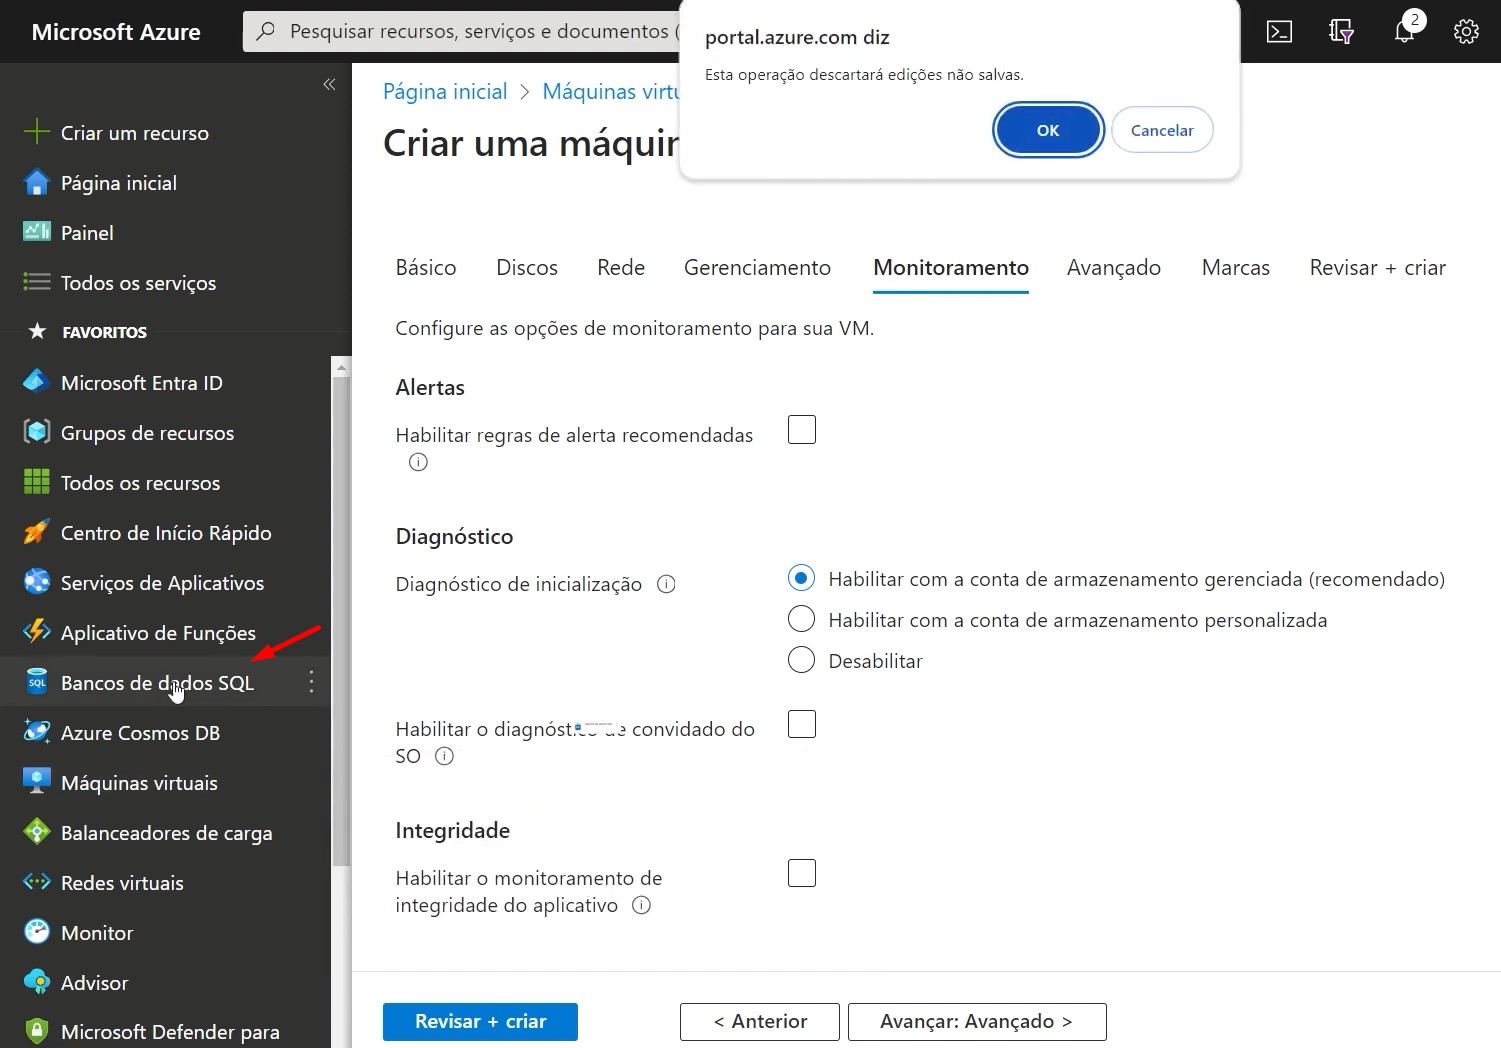 Microsoft Azure
Pesquisar recursos, serviços e documentos (
2
portal.azure.com diz
Esta operação descartará edições não salvas.
OK
Cancelar
Criar um recurso
Página inicial
Painel
Todos os serviços
FAVORITOS
Microsoft Entra ID
Grupos de recursos
Todos os recursos
Centro de Início Rápido
Serviços de Aplicativos
Aplicativo de Funções
SQL
Bancos de dados SQL
Azure Cosmos DB
Máquinas virtuais
Balanceadores de carga
Redes virtuais
Monitor
Advisor
Microsoft Defender para
Página inicial > Máquinas virtu
Criar uma máquin
Básico Discos Rede Gerenciamento Monitoramento Avançado Marcas Revisar + criar
Configure as opções de monitoramento para sua VM.
Alertas
Habilitar regras de alerta recomendadas
Diagnóstico
Diagnóstico de inicialização
Habilitar com a conta de armazenamento gerenciada (recomendado)
Habilitar com a conta de armazenamento personalizada
Desabilitar
Habilitar o diagnóstico de convidado do
SO
Integridade
Habilitar o monitoramento de
integridade do aplicativo
Revisar + criar
< Anterior
Avançar: Avançado >